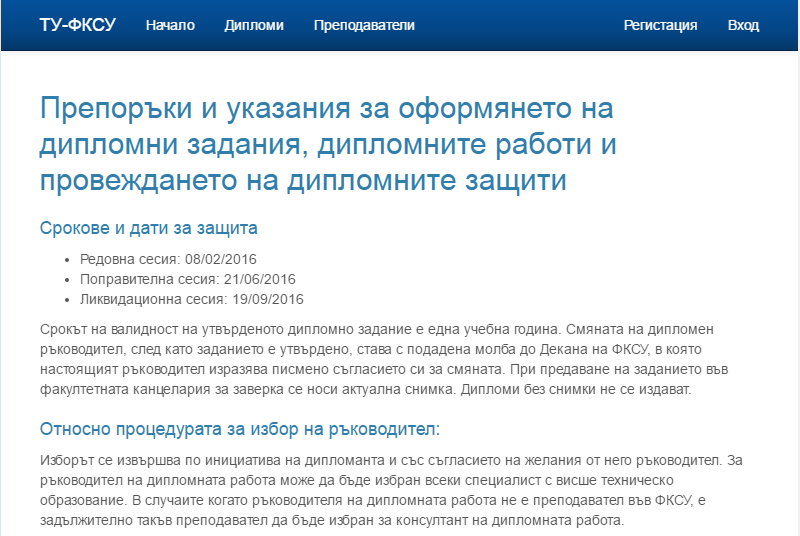 ТУ-ФКСУ Начало Дипломи Преподаватели Регистация Вход
Препоръки и указания за оформянето на
дипломни задания, дипломните работи и
провеждането на дипломните защити
Срокове и дати за защита
• Редовна сесия: 08/02/2016
• Поправителна сесия: 21/06/2016
• Ликвидационна сесия: 19/09/2016
Срокът на валидност на утвърденото дипломно задание е една учебна година. Смяната на дипломен
ръководител, след като заданието е утвърдено, става с подадена молба до Декана на ФКСУ, в която
настоящият ръководител изразява писмено съгласието си за смяната. При предаване на заданието във
факултетната канцелария за заверка се носи актуална снимка. Дипломи без снимки не се издават.
Относно процедурата за избор на ръководител:
Изборът се извършва по инициатива на дипломанта и със съгласието на желания от него ръководител. За
ръководител на дипломната работа може да бъде избран всеки специалист с висше техническо
образование. В случаите когато ръководителя на дипломната работа не е преподавател във ФКСУ, е
задължително такъв преподавател да бъде избран за консултант на дипломната работа.